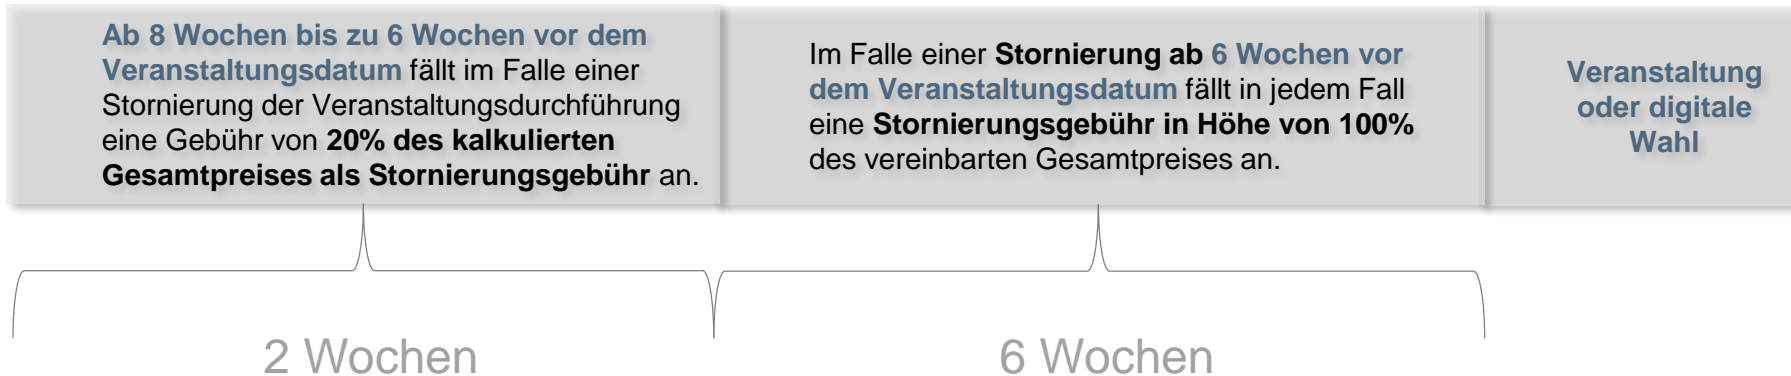 Ab 8 Wochen bis zu 6 Wochen vor dem
Veranstaltungsdatum fällt im Falle einer
Stornierung der Veranstaltungsdurchführung
eine Gebühr von 20% des kalkulierten
Gesamtpreises als Stornierungsgebühr an.
Im Falle einer Stornierung ab 6 Wochen vor
dem Veranstaltungsdatum fällt in jedem Fall
eine Stornierungsgebühr in Höhe von 100%
des vereinbarten Gesamtpreises an.
Veranstaltung
oder digitale
Wahl
2 Wochen
6 Wochen